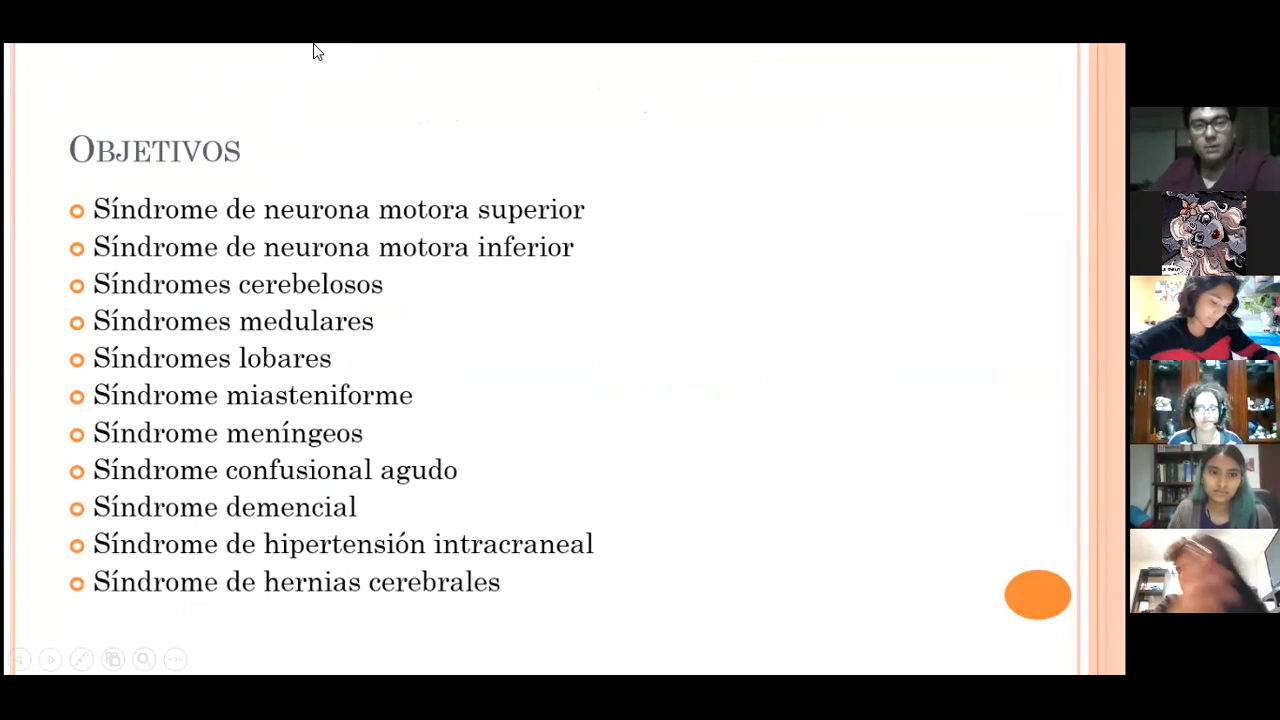 Objetivos
Síndrome de neurona motora superior
Síndrome de neurona motora inferior
Síndromes cerebelosos
Síndromes medulares
Síndromes lobares
Síndrome miasteniforme
Síndrome meníngeos
Síndrome confusional agudo
Síndrome demencial
Síndrome de hipertensión intracraneal
Síndrome de hernias cerebrales